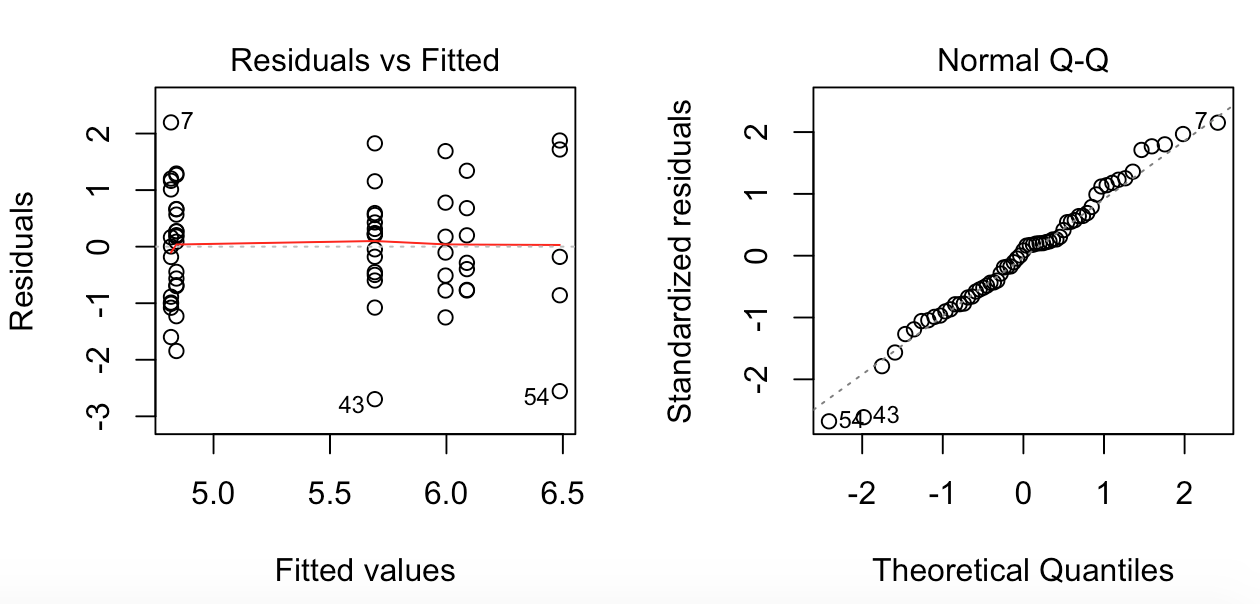 Residuals vs Fitted
Residuals
2
1
0
-1
-2
-3
7
43
54
5.0 5.5 6.0 6.5
Fitted values
Normal Q-Q
Standardized residuals
2
1
0
-1
-2
7
54
43
-2 -1 0 1 2
Theoretical Quantiles